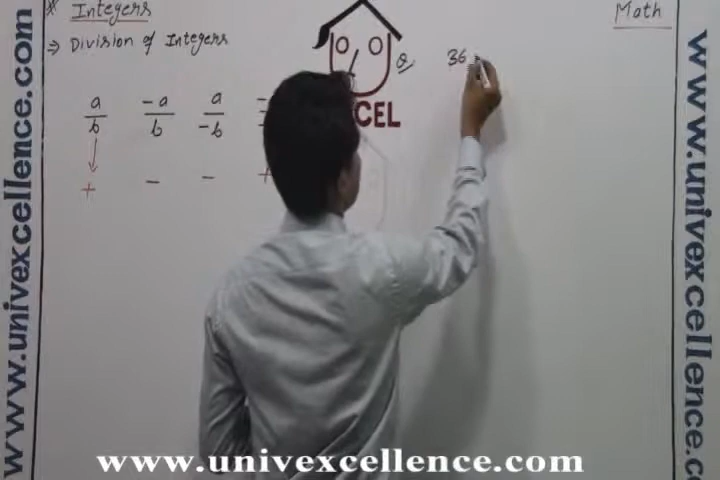 * Integers
Math
⇒ Division of Integers
Q. 36
a/b -a/b a/-b
CEL
+ - - +
www.univexcellence.com
www.univexcellence.com
www.univexcellence.com